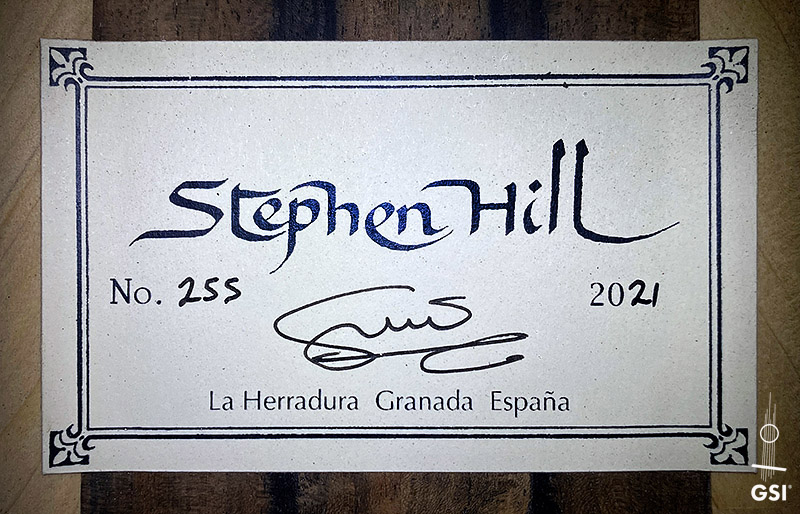 Stephen Hill
No. 255 2021
La Herradura Granada España
GSI